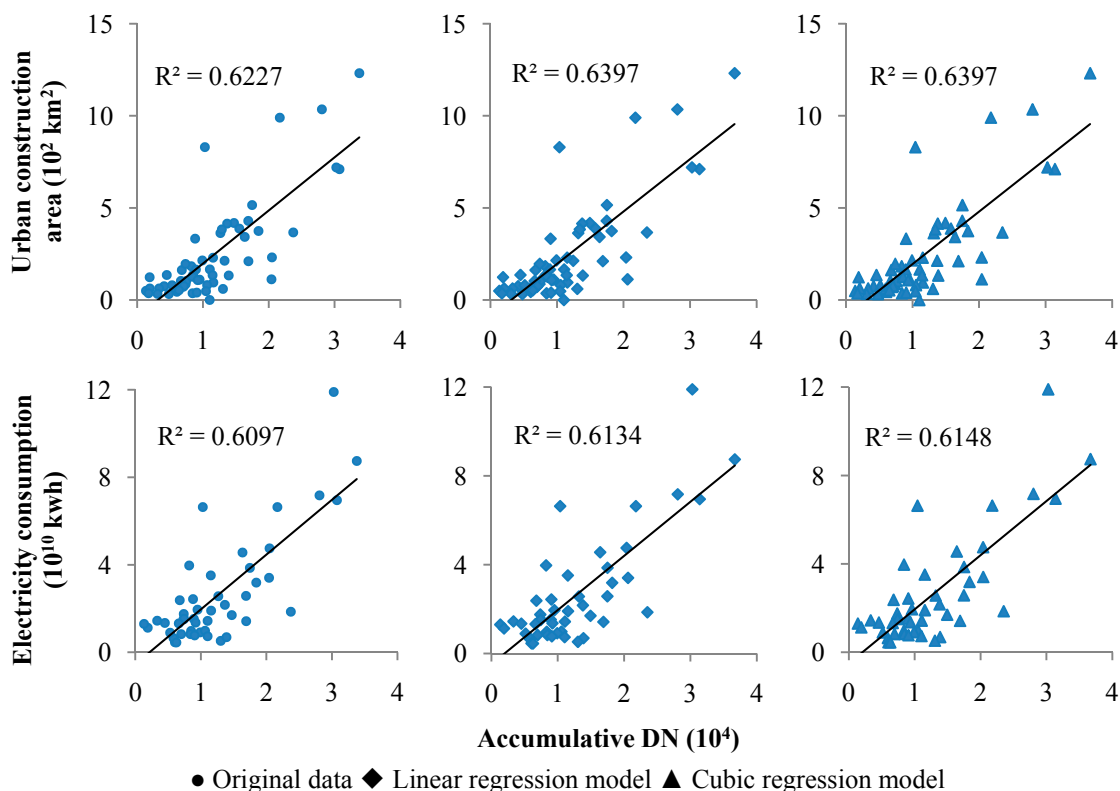 Urban construction
area (10² km²)
15
10
5
0
R² = 0.6227
0 1 2 3 4
15
10
5
0
R² = 0.6397
0 1 2 3 4
15
10
5
0
R² = 0.6397
0 1 2 3 4
Electricity consumption
(10¹⁰ kwh)
12
8
4
0
R² = 0.6097
0 1 2 3 4
12
8
4
0
R² = 0.6134
0 1 2 3 4
12
8
4
0
R² = 0.6148
0 1 2 3 4
Accumulative DN (10⁴)
● Original data ◆ Linear regression model ▲ Cubic regression model